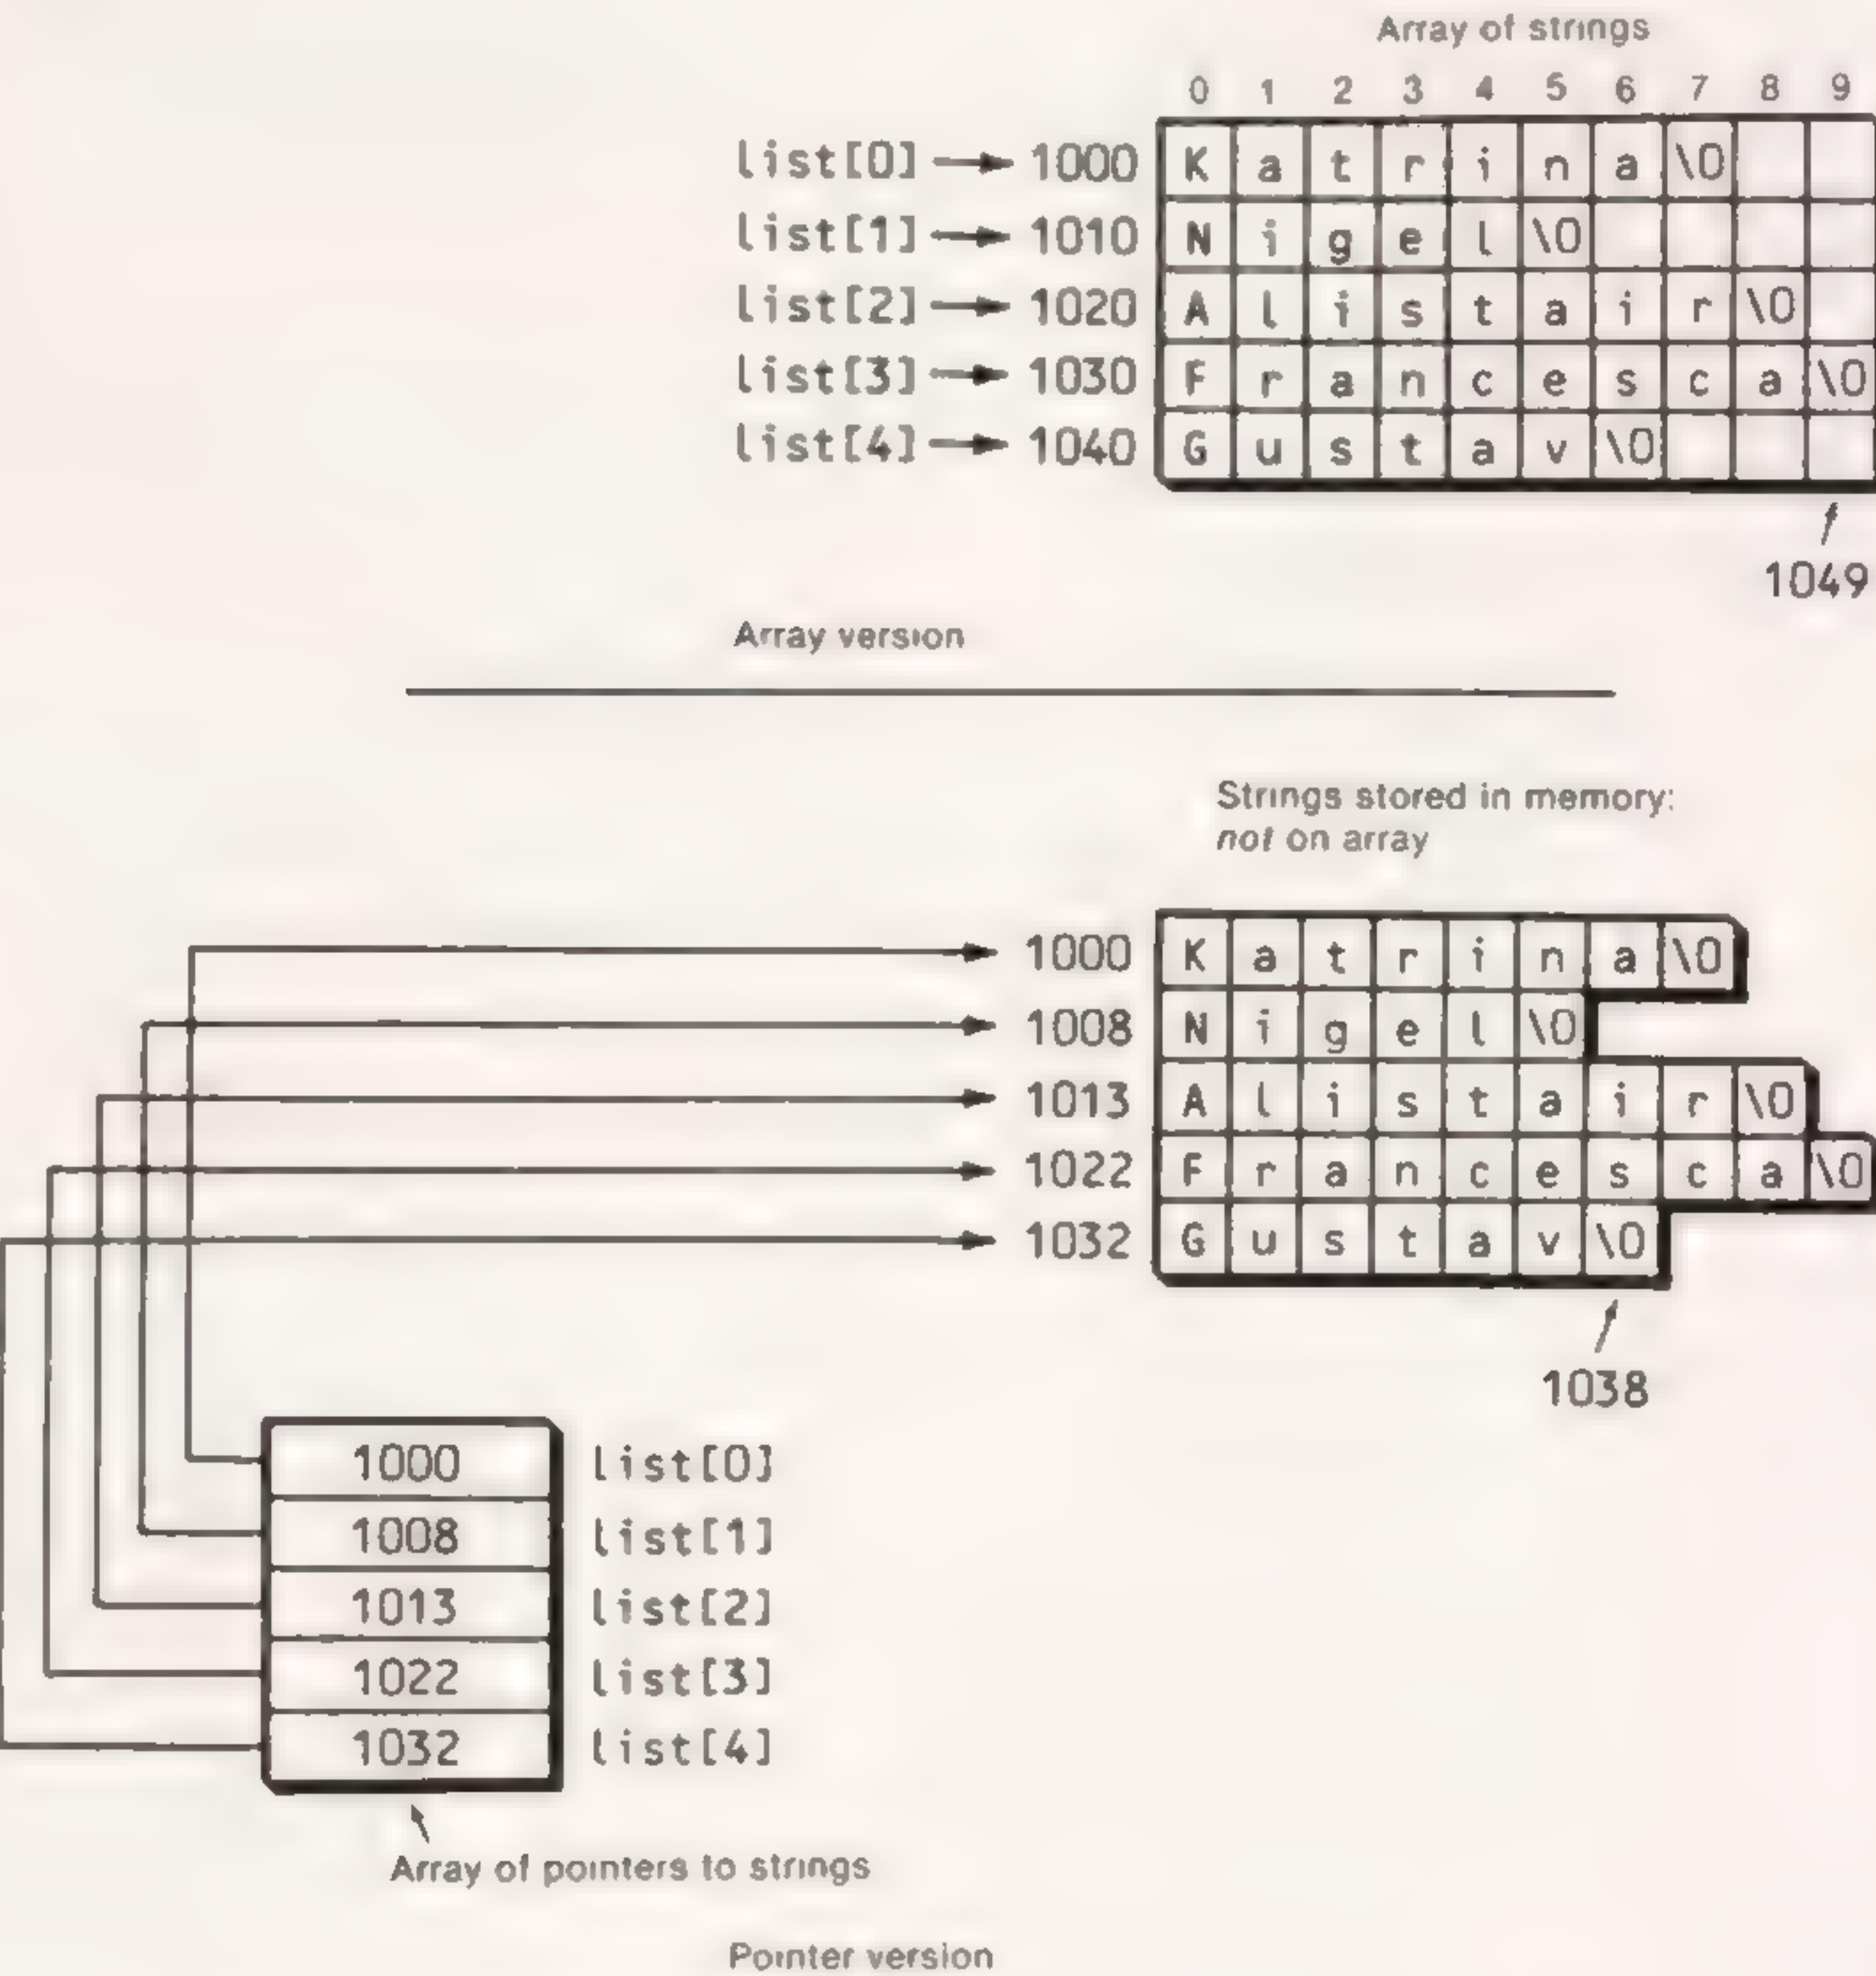 Array of strings
0 1 2 3 4 5 6 7 8 9
list[0] 1000 K a t r i n a \0
list[1] 1010 N i g e l \0
list[2] 1020 A l i s t a i r \0
list[3] 1030 F r a n c e s c a \0
list[4] 1040 G u s t a v \0
1049
Array version
Strings stored in memory:
not on array
1000 K a t r i n a \0
1008 N i g e l \0
1013 A l i s t a i r \0
1022 F r a n c e s c a \0
1032 G u s t a v \0
1038
1000 list[0]
1008 list[1]
1013 list[2]
1022 list[3]
1032 list[4]
Array of pointers to strings
Pointer version